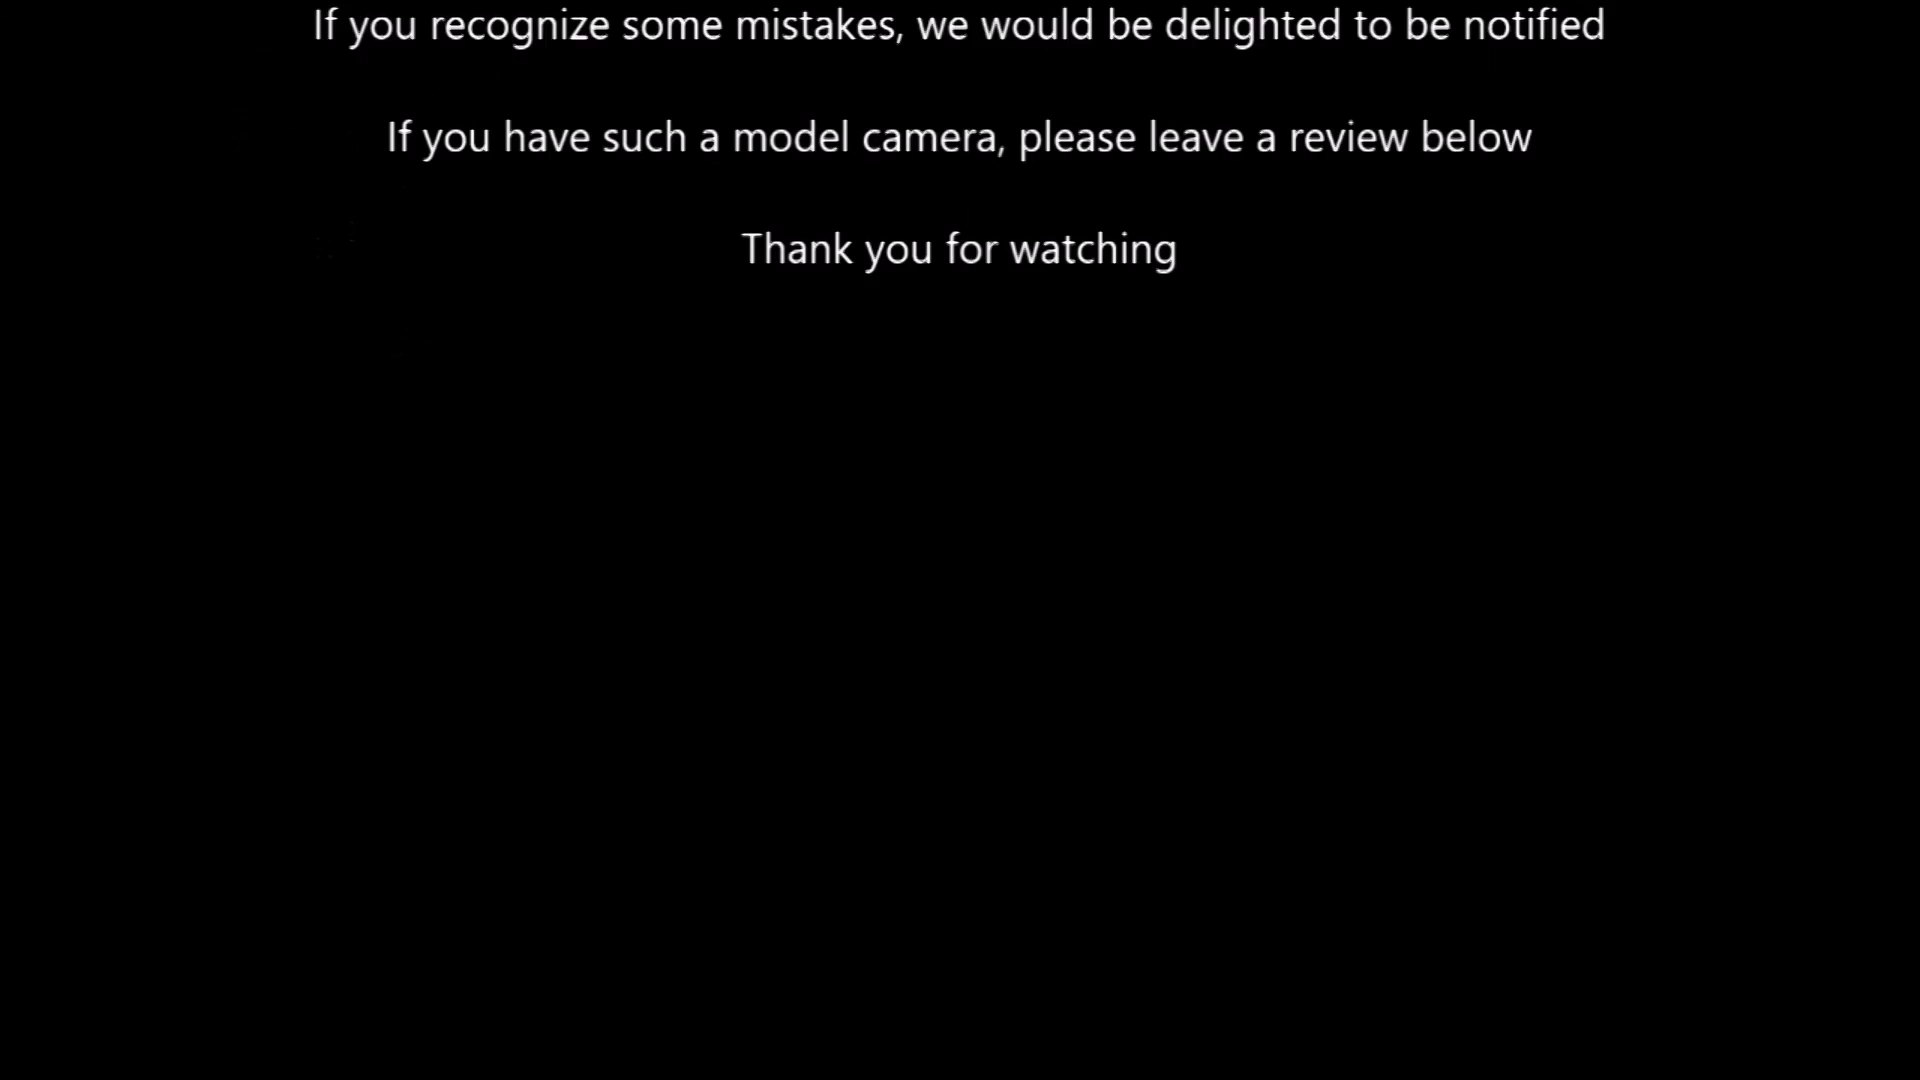 If you recognize some mistakes, we would be delighted to be notified
If you have such a model camera, please leave a review below
Thank you for watching